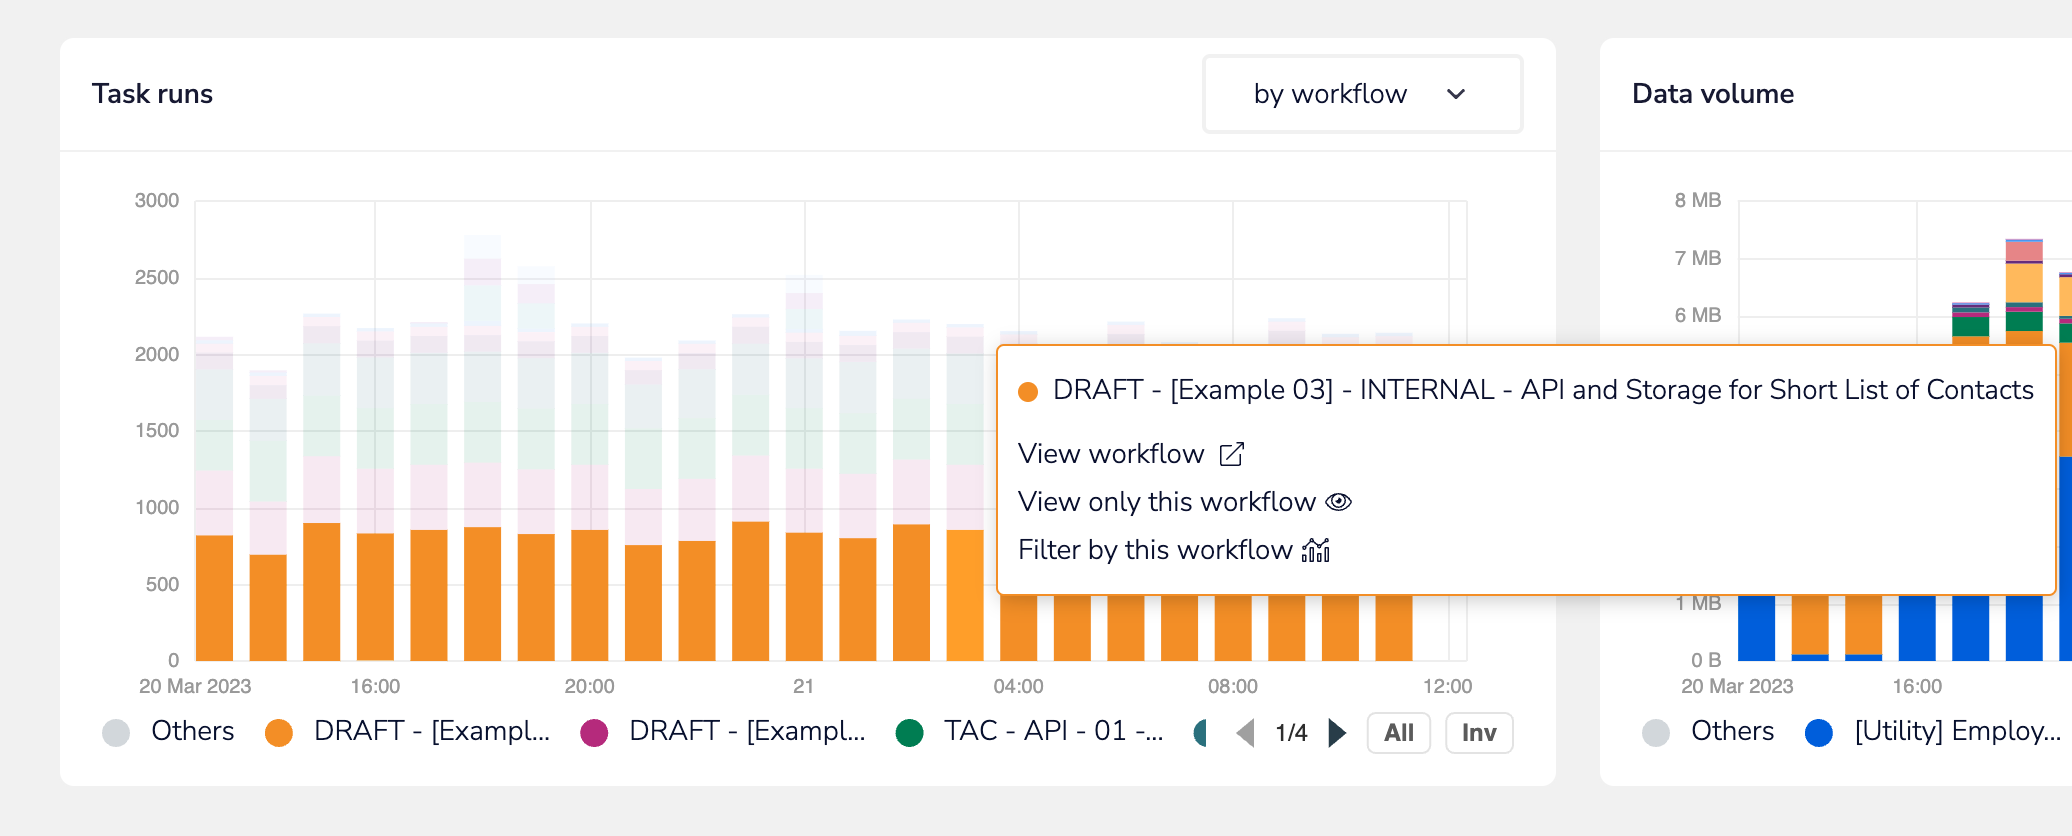 Task runs
by workflow
3000
2500
2000
1500
1000
500
0
20 Mar 2023
16:00
20:00
21
04:00
08:00
12:00
Others
DRAFT - [Exampl...
DRAFT - [Exampl...
TAC - API - 01 -...
1/4
All
Inv
DRAFT - [Example 03] - INTERNAL - API and Storage for Short List of Contacts
View workflow
View only this workflow
Filter by this workflow
Data volume
8 MB
7 MB
6 MB
1 MB
0 B
20 Mar 2023
16:00
Others
[Utility] Employ...